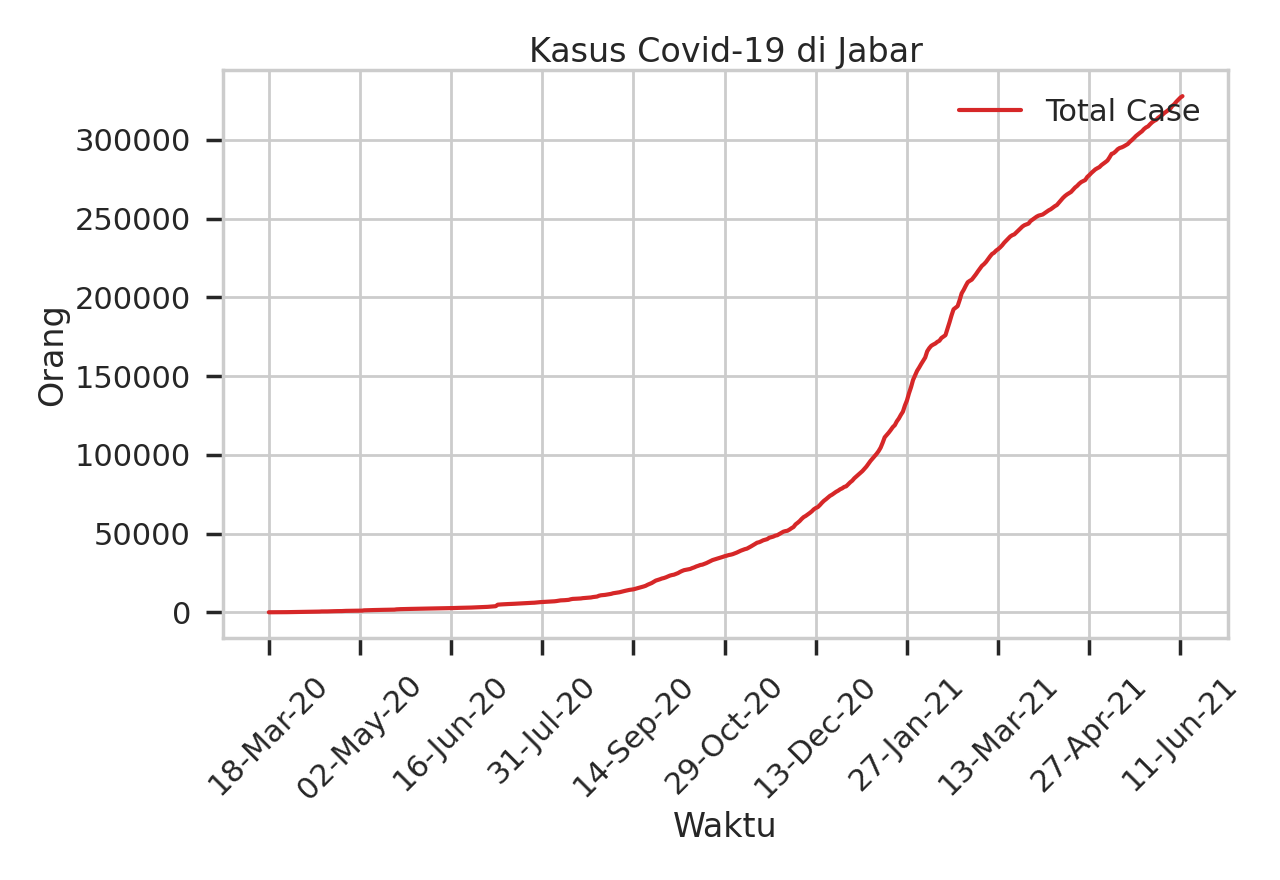 Kasus Covid-19 di Jabar
Total Case
Orang
300000
250000
200000
150000
100000
50000
0
18-Mar-20
02-May-20
16-Jun-20
31-Jul-20
14-Sep-20
29-Oct-20
13-Dec-20
27-Jan-21
13-Mar-21
27-Apr-21
11-Jun-21
Waktu